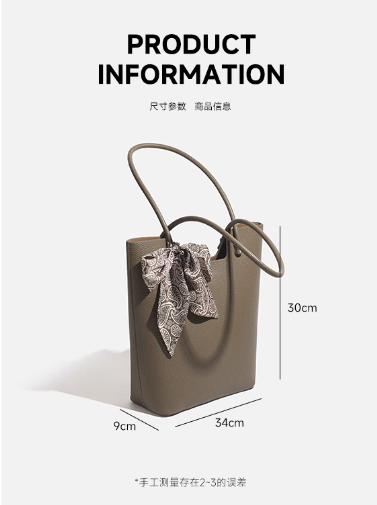 PRODUCT
INFORMATION
尺寸参数 商品信息
30cm
9cm
34cm
*手工测量存在2~3的误差